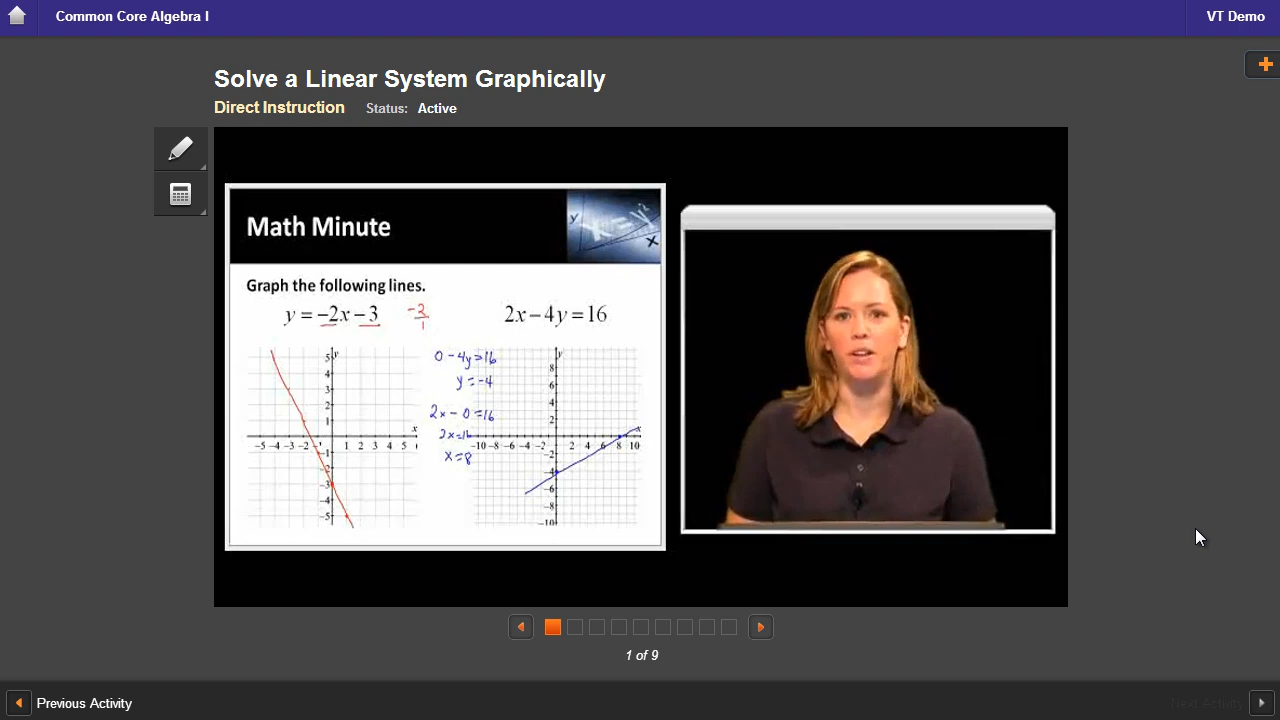 Common Core Algebra I
VT Demo
Solve a Linear System Graphically
Direct Instruction Status: Active
Math Minute
Graph the following lines.
y = −2x − 3
−2
1
2x − 4y = 16
0 - 4y = 16
y = -4
2x - 0 = 16
2x = 16
x = 8
1 of 9
Previous Activity
Next Activity